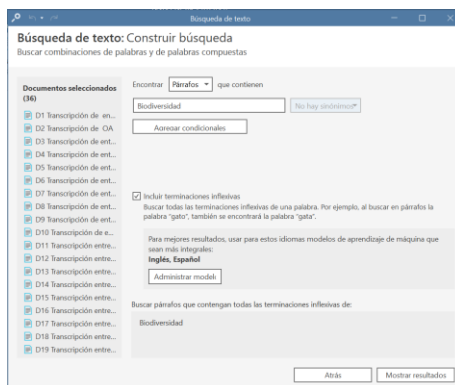 Búsqueda de texto
Búsqueda de texto: Construir búsqueda
Buscar combinaciones de palabras y de palabras compuestas
Documentos seleccionados
(36)
D1 Transcripción de en...
D2 Transcripción de OA
D3 Transcripción de ent...
D4 Transcripción de ent...
D5 Transcripción de ent...
D6 Transcripción de ent...
D7 Transcripción de ent...
D8 Transcripción de ent...
D9 Transcripción de ent...
D10 Transcripción de e...
D11 Transcripción entre...
D12 Transcripción entre...
D13 Transcripción entre...
D14 Transcripción entre...
D15 Transcripción entre...
D16 Transcripción entre...
D17 Transcripción entre...
D18 Transcripción entre...
D19 Transcripción entre...
Encontrar Párrafos que contienen
Biodiversidad No hay sinónimos
Agregar condicionales
Incluir terminaciones inflexivas
Buscar todas las terminaciones inflexivas de una palabra. Por ejemplo, al buscar en párrafos la
palabra "gato", también se encontrará la palabra "gata".
Para mejores resultados, usar para estos idiomas modelos de aprendizaje de máquina que
sean más integrales:
Inglés, Español
Administrar model
Buscar párrafos que contengan todas las terminaciones inflexivas de:
Biodiversidad
Atrás Mostrar resultados